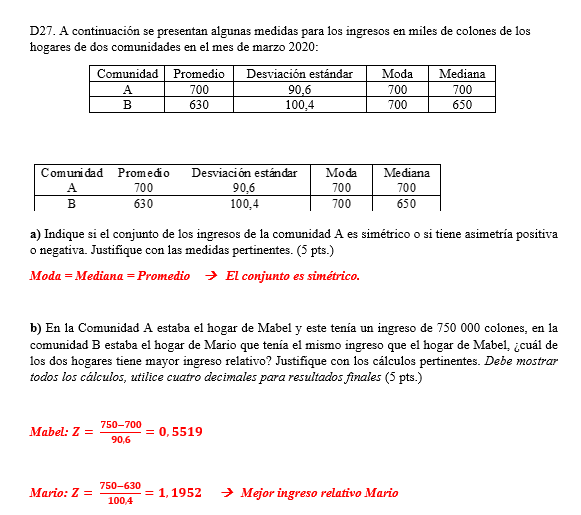 D27. A continuación se presentan algunas medidas para los ingresos en miles de colones de los
hogares de dos comunidades en el mes de marzo 2020:
Comunidad Promedio Desviación estándar Moda Mediana
A 700 90,6 700 700
B 630 100,4 700 650
Comunidad Promedio Desviación estándar Moda Mediana
A 700 90,6 700 700
B 630 100,4 700 650
a) Indique si el conjunto de los ingresos de la comunidad A es simétrico o si tiene asimetría positiva
o negativa. Justifique con las medidas pertinentes. (5 pts.)
Moda = Mediana = Promedio → El conjunto es simétrico.
b) En la Comunidad A estaba el hogar de Mabel y este tenía un ingreso de 750 000 colones, en la
comunidad B estaba el hogar de Mario que tenía el mismo ingreso que el hogar de Mabel, ¿cuál de
los dos hogares tiene mayor ingreso relativo? Justifique con los cálculos pertinentes. Debe mostrar
todos los cálculos, utilice cuatro decimales para resultados finales (5 pts.)
Mabel: Z = 750−700 / 90,6 = 0,5519
Mario: Z = 750−630 / 100,4 = 1,1952 → Mejor ingreso relativo Mario